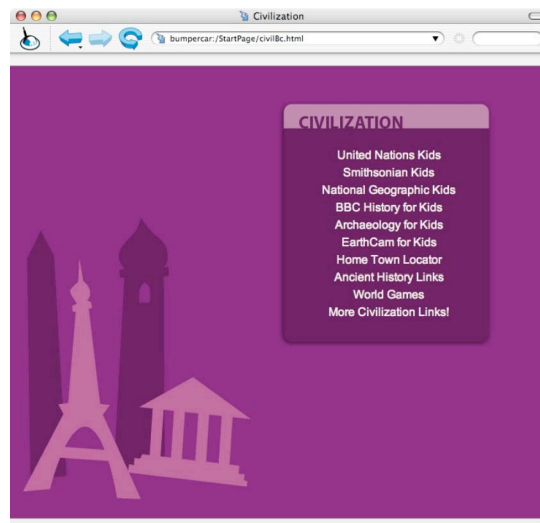 Civilization
bumpercar:/StartPage/civilBc.html
CIVILIZATION
United Nations Kids
Smithsonian Kids
National Geographic Kids
BBC History for Kids
Archaeology for Kids
EarthCam for Kids
Home Town Locator
Ancient History Links
World Games
More Civilization Links!